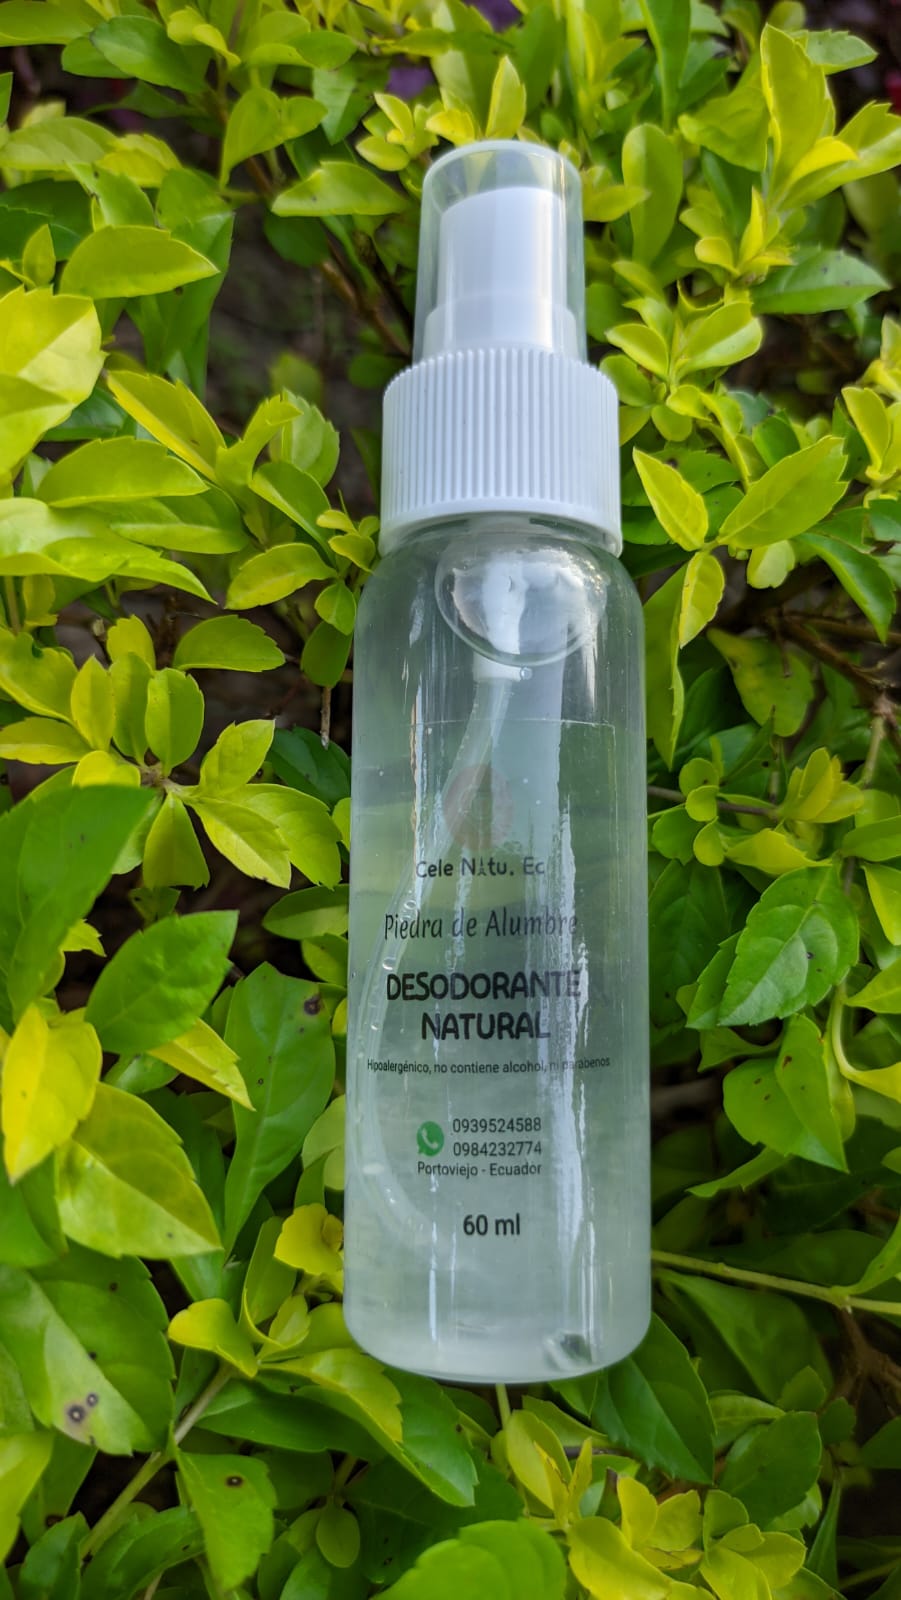 Cele Natu. Ec
Piedra de Alumbre
DESODORANTE
NATURAL
Hipoalergénico, no contiene alcohol, ni parabenos
0939524588
0984232774
Portoviejo - Ecuador
60 ml